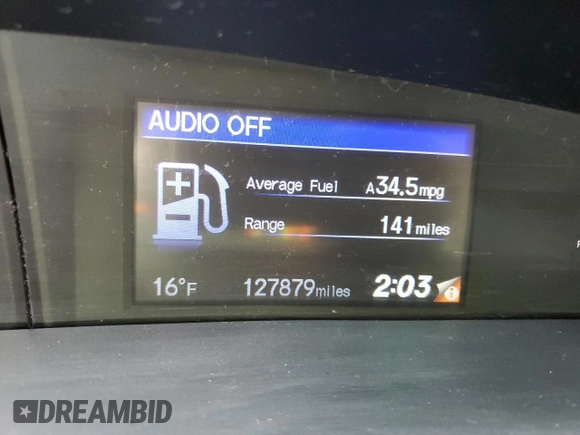 AUDIO OFF
Average Fuel A34.5mpg
Range 141miles
16°F 127879miles 2:03 i
DREAMBID